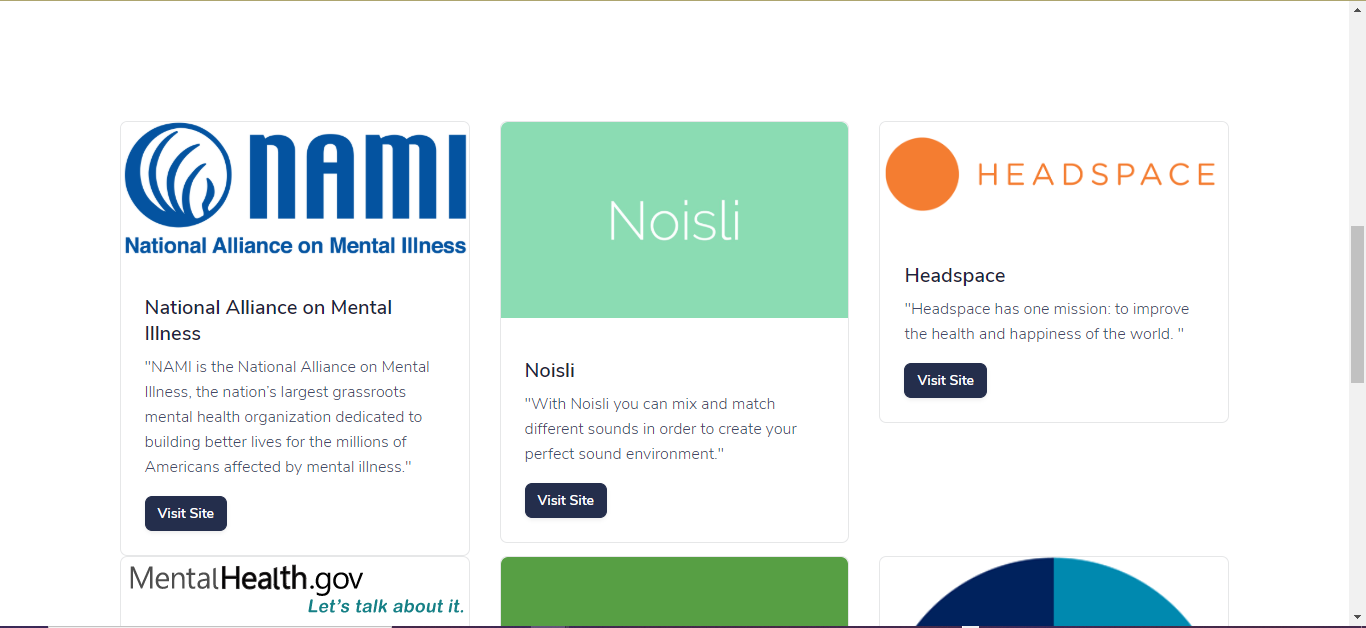 NAMI
National Alliance on Mental Illness
National Alliance on Mental
Illness
"NAMI is the National Alliance on Mental
Illness, the nation’s largest grassroots
mental health organization dedicated to
building better lives for the millions of
Americans affected by mental illness."
Visit Site
Noisli
Noisli
"With Noisli you can mix and match
different sounds in order to create your
perfect sound environment."
Visit Site
HEADSPACE
Headspace
"Headspace has one mission: to improve
the health and happiness of the world. "
Visit Site
MentalHealth.gov
Let’s talk about it.